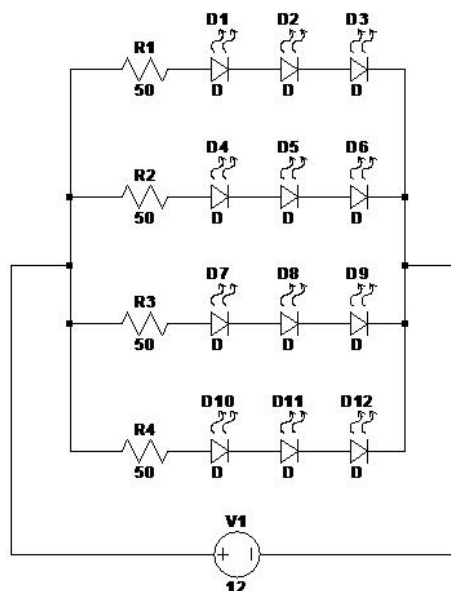 D1 D2 D3
R1
50 D D D
D4 D5 D6
R2
50 D D D
D7 D8 D9
R3
50 D D D
D10 D11 D12
R4
50 D D D
V1
+ −
12